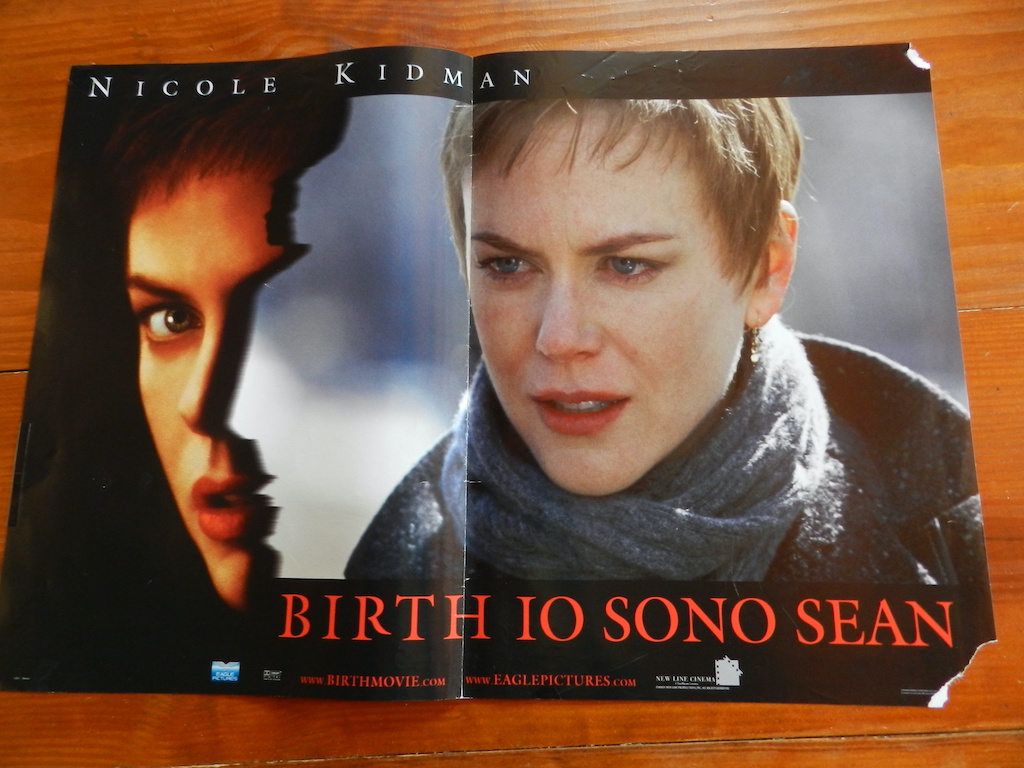 NICOLE KIDMAN
BIRTH IO SONO SEAN
EAGLE
PICTURES
WWW.BIRTHMOVIE.COM
WWW.EAGLEPICTURES.COM
NEW LINE CINEMA